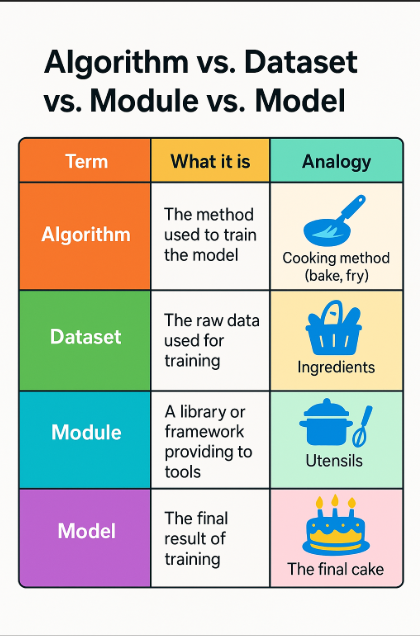 Algorithm vs. Dataset
vs. Module vs. Model
Term
What it is
Analogy
Algorithm
The method
used to train
the model
Cooking method
(bake, fry)
Dataset
The raw data
used for
training
Ingredients
Module
A library or
framework
providing to
tools
Utensils
Model
The final
result of
training
The final cake